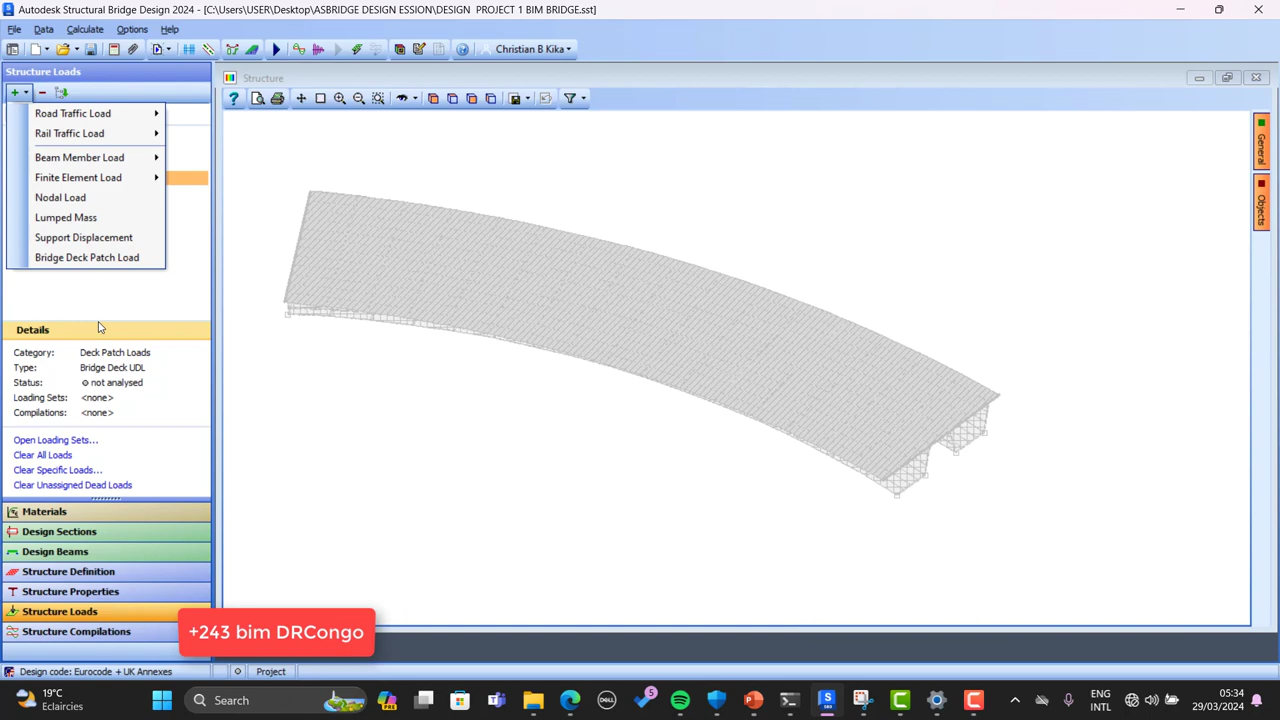 Autodesk Structural Bridge Design 2024 - [C:\Users\USER\Desktop\ASBRIDGE DESIGN ESSION\DESIGN  PROJECT 1 BIM BRIDGE.sst]
File Data Calculate Options Help
Christian B Kika
Structure Loads
Structure
Road Traffic Load
Rail Traffic Load
Beam Member Load
Finite Element Load
Nodal Load
Lumped Mass
Support Displacement
Bridge Deck Patch Load
General
Objects
Details
Category: Deck Patch Loads
Type: Bridge Deck UDL
Status: not analysed
Loading Sets: <none>
Compilations: <none>
Open Loading Sets...
Clear All Loads
Clear Specific Loads...
Clear Unassigned Dead Loads
Materials
Design Sections
Design Beams
Structure Definition
Structure Properties
Structure Loads
Structure Compilations
+243 bim DRCongo
Design code: Eurocode + UK Annexes
Project
19°C
Eclaircies
Search
PRE
DELL
5
S
SBD
ENG
INTL
05:34
29/03/2024